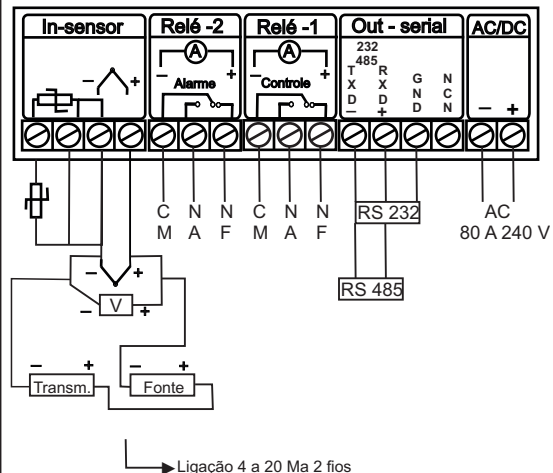 In-sensor Relé -2 Relé -1 Out - serial AC/DC
− + − A + − A +
Alarme Controle
232
485
T X D − R X D + G N D N C N
− +
C M N A N F C M N A N F
RS 232
AC
80 A 240 V
RS 485
− +
− V +
− + − +
Transm. Fonte
Ligação 4 a 20 Ma 2 fios